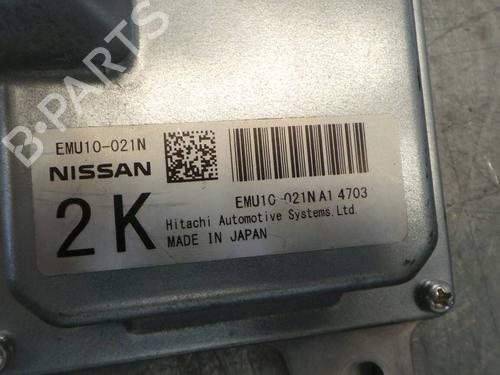 B-PARTS
EMU10-021N
NISSAN
2K
EMU10-021N A1 4703
Hitachi Automotive Systems,Ltd.
MADE IN JAPAN